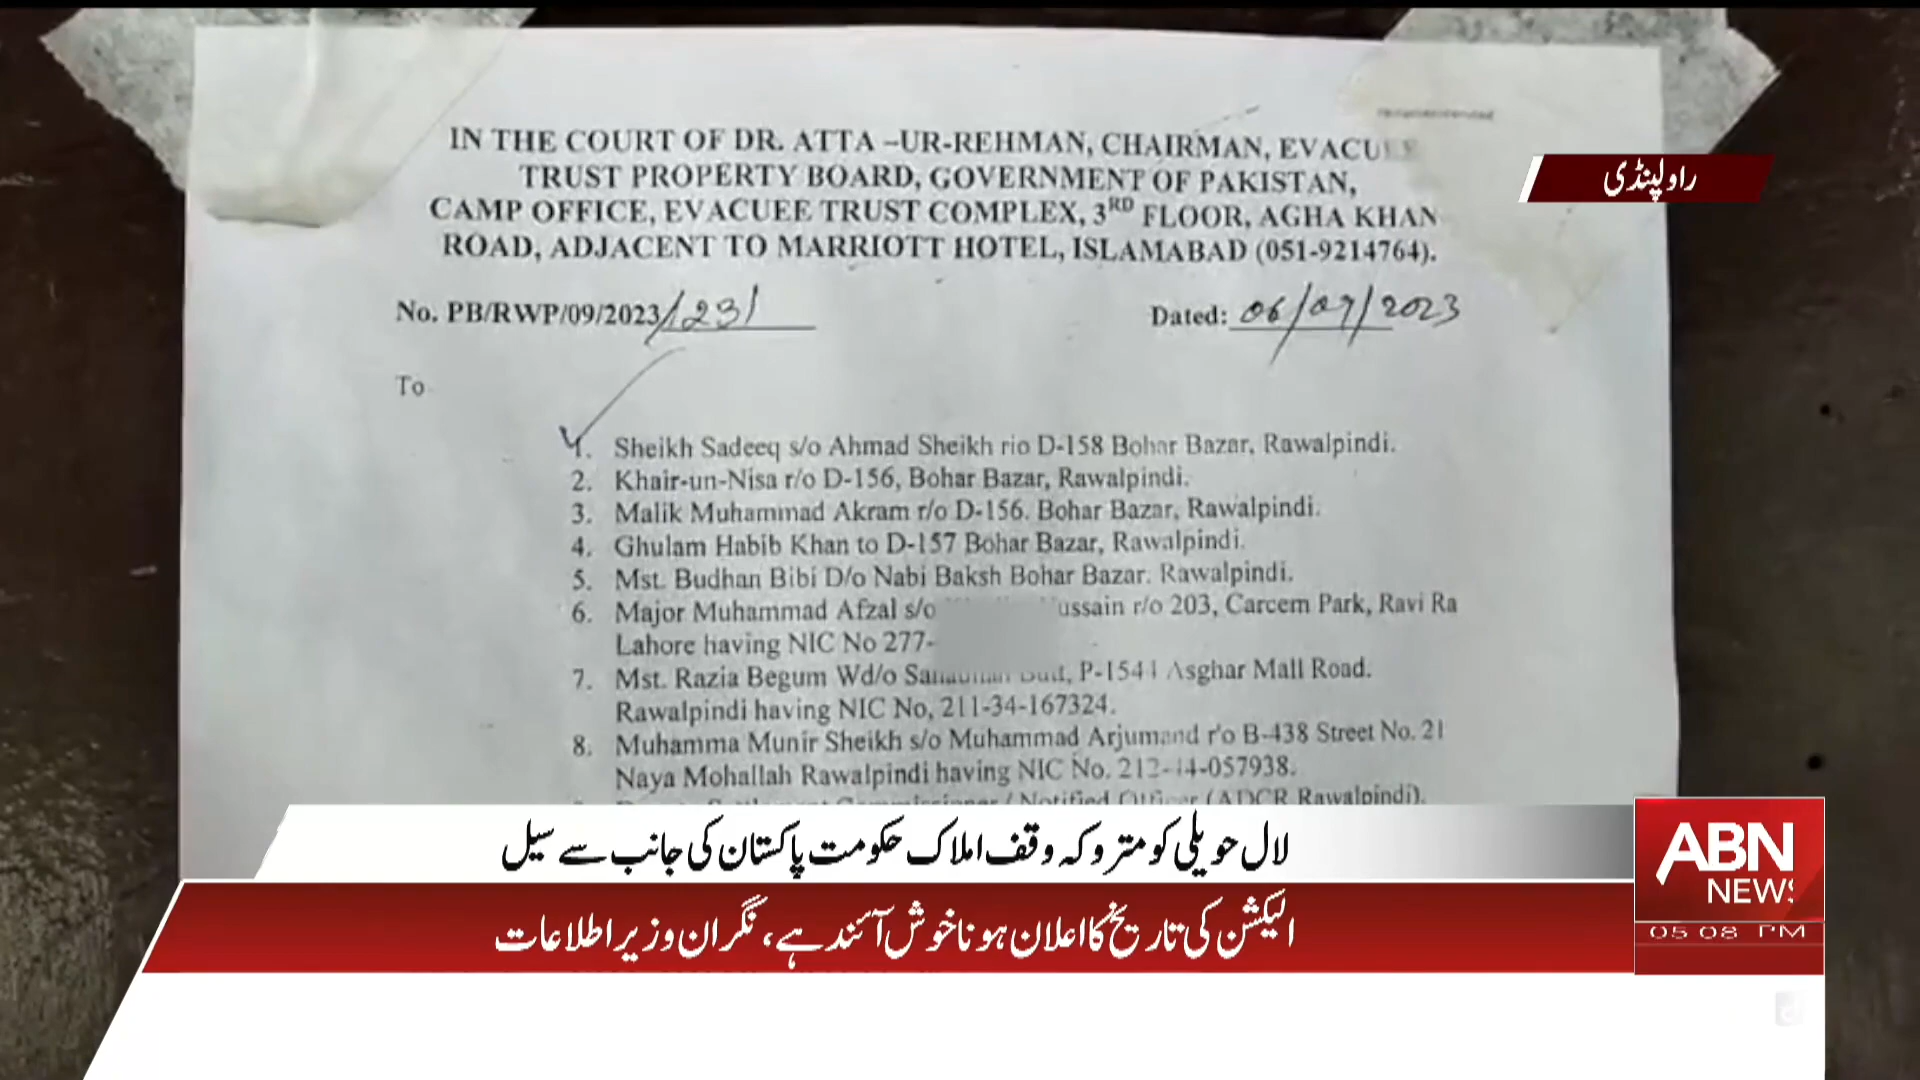 IN THE COURT OF DR. ATTA –UR-REHMAN, CHAIRMAN, EVACUEE
TRUST PROPERTY BOARD, GOVERNMENT OF PAKISTAN,
CAMP OFFICE, EVACUEE TRUST COMPLEX, 3RD FLOOR, AGHA KHAN
ROAD, ADJACENT TO MARRIOTT HOTEL, ISLAMABAD (051-9214764).
راولپنڈی
No. PB/RWP/09/2023/1231 Dated: 06/07/2023
To
1. Sheikh Sadeeq s/o Ahmad Sheikh rio D-158 Bohar Bazar, Rawalpindi.
2. Khair-un-Nisa r/o D-156, Bohar Bazar, Rawalpindi.
3. Malik Muhammad Akram r/o D-156. Bohar Bazar, Rawalpindi.
4. Ghulam Habib Khan to D-157 Bohar Bazar, Rawalpindi.
5. Mst. Budhan Bibi D/o Nabi Baksh Bohar Bazar. Rawalpindi.
6. Major Muhammad Afzal s/o ussain r/o 203, Carcem Park, Ravi Ra
Lahore having NIC No 277-
7. Mst. Razia Begum Wd/o P-1544 Asghar Mall Road.
Rawalpindi having NIC No, 211-34-167324.
8. Muhamma Munir Sheikh s/o Muhammad Arjumand r'o B-438 Street No. 21
Naya Mohallah Rawalpindi having NIC No. 212-44-057938.
/ Notified Officer (ADCR Rawalpindi).
لال حویلی کو متروکہ وقف املاک حکومت پاکستان کی جانب سے سیل
الیکشن کی تاریخ کا اعلان ہونا خوش آئند ہے، نگران وزیر اطلاعات
ABN
NEWS
05:08 PM